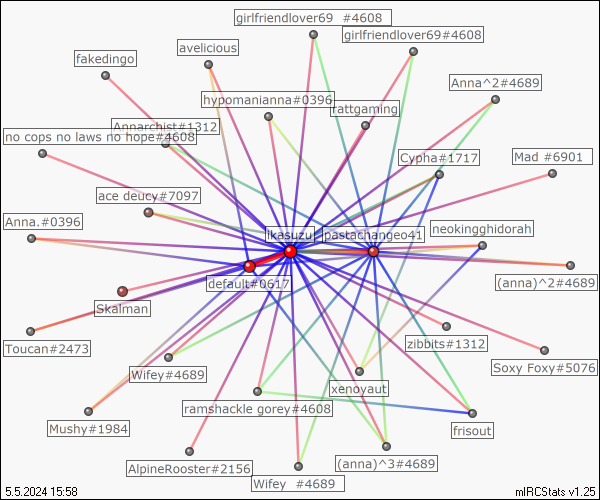 girlfriendlover69  #4608
girlfriendlover69#4608
avelicious
fakedingo
Anna^2#4689
hypomanianna#0396
rattgaming
Annarchist#1312
no cops no laws no hope#4608
Cypha#1717
Mad #6901
ace deucy#7097
Anna.#0396
neokingghidorah
likasuzu
pastachangeo41
default#0617
(anna)^2#4689
Skalman
Toucan#2473
zibbits#1312
Soxy Foxy#5076
Wifey#4689
xenoyaut
ramshackle gorey#4608
Mushy#1984
frisout
AlpineRooster#2156
(anna)^3#4689
Wifey  #4689
5.5.2024 15:58
mIRCStats v1.25